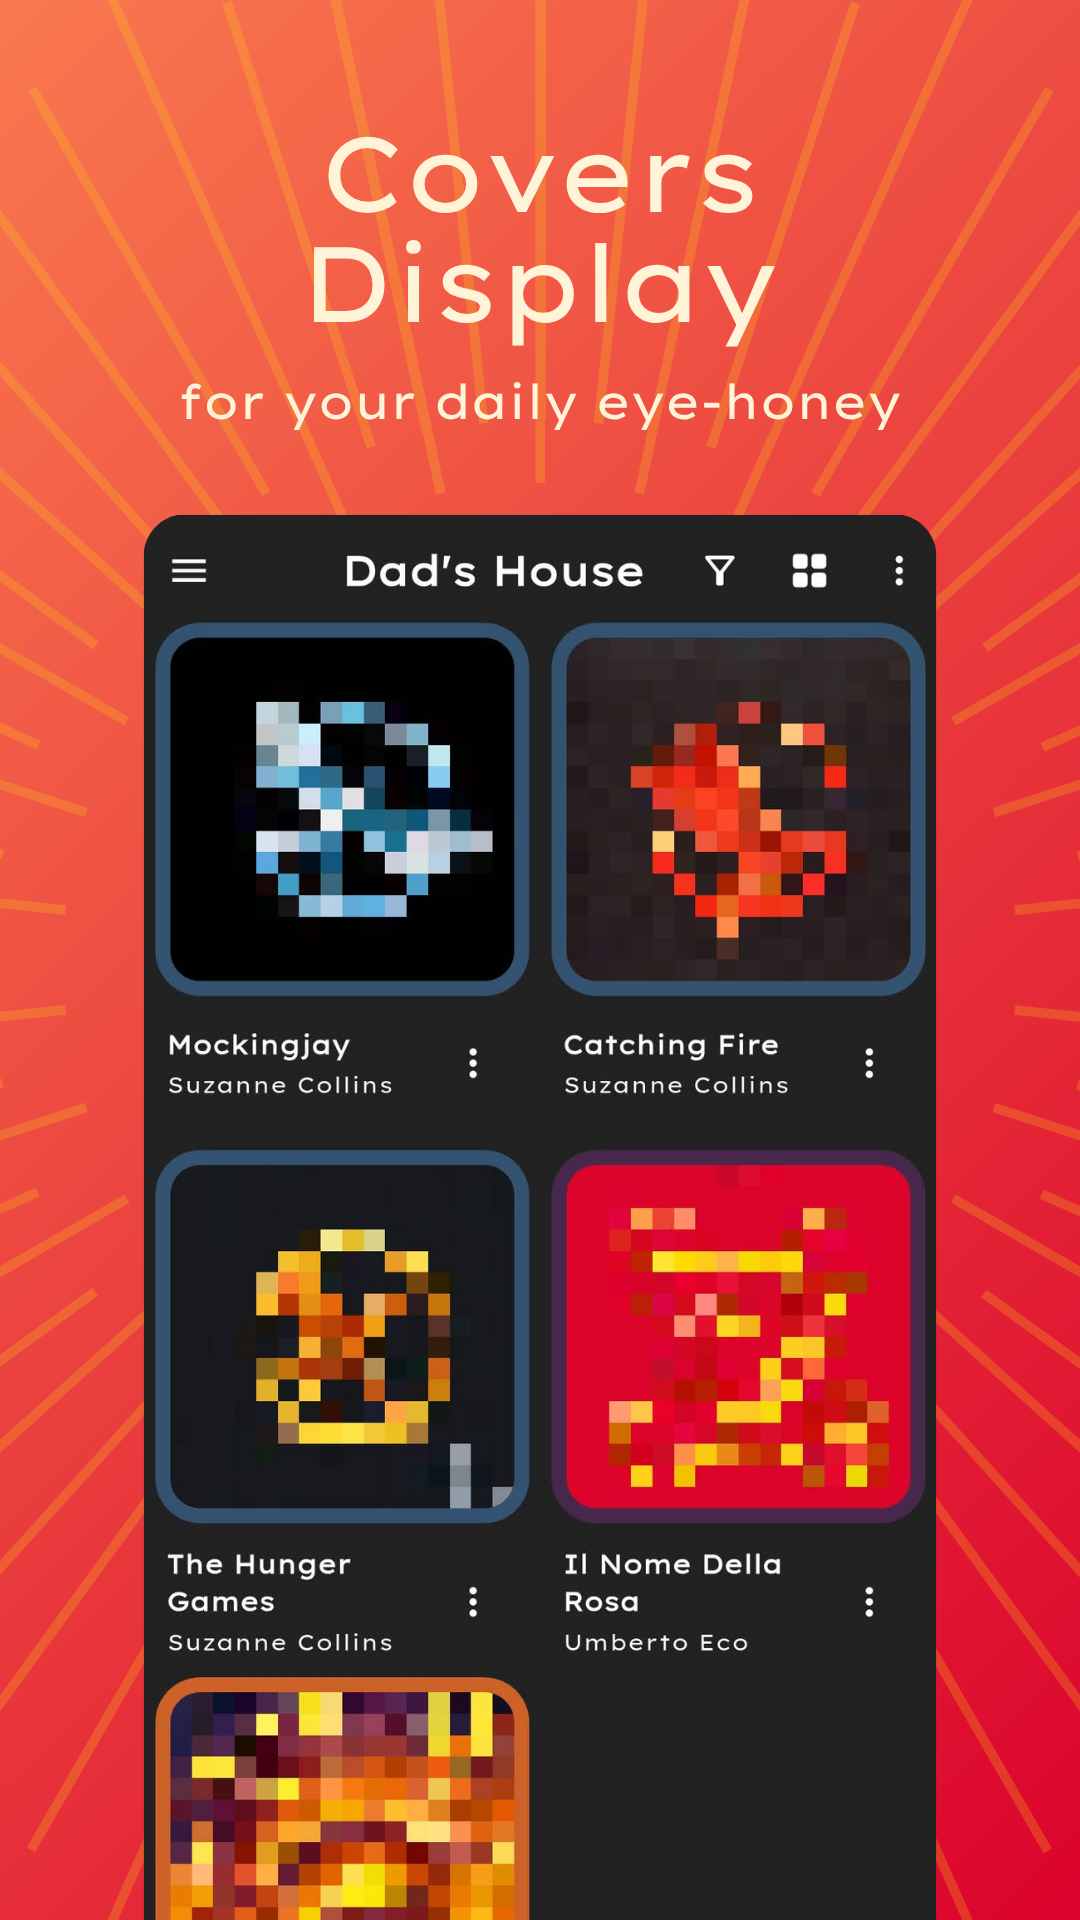 Covers
Display
for your daily eye-honey
Dad's House
Mockingjay
Suzanne Collins
Catching Fire
Suzanne Collins
The Hunger
Games
Suzanne Collins
Il Nome Della
Rosa
Umberto Eco